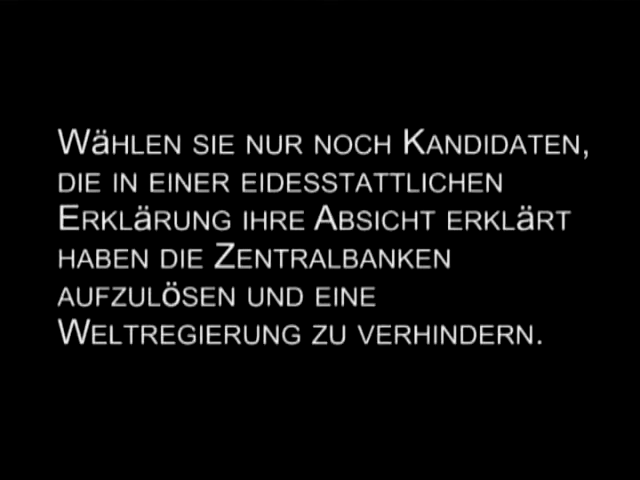 Wählen sie nur noch Kandidaten,
die in einer eidesstattlichen
Erklärung ihre Absicht erklärt
haben die Zentralbanken
aufzulösen und eine
Weltregierung zu verhindern.